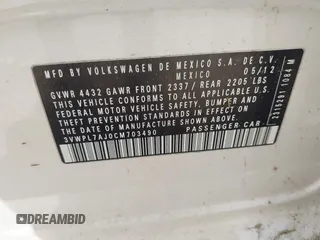 MFD BY VOLKSWAGEN DE MEXICO S.A. DE C.V.
MEXICO 05/12
GVWR 4432 GAWR FRONT 2337 / REAR 2205 LBS
THIS VEHICLE CONFORMS TO ALL APPLICABLE
FEDERAL MOTOR VEHICLE SAFETY, BUMPER AND
THEFT PREVENTION STANDARDS IN EFFECT ON
THE DATE OF MANUFACTURE SHOWN ABOVE
3VWPL7AJ0CM703490 PASSENGER CAR
2315281 1084 M
DREAMBID